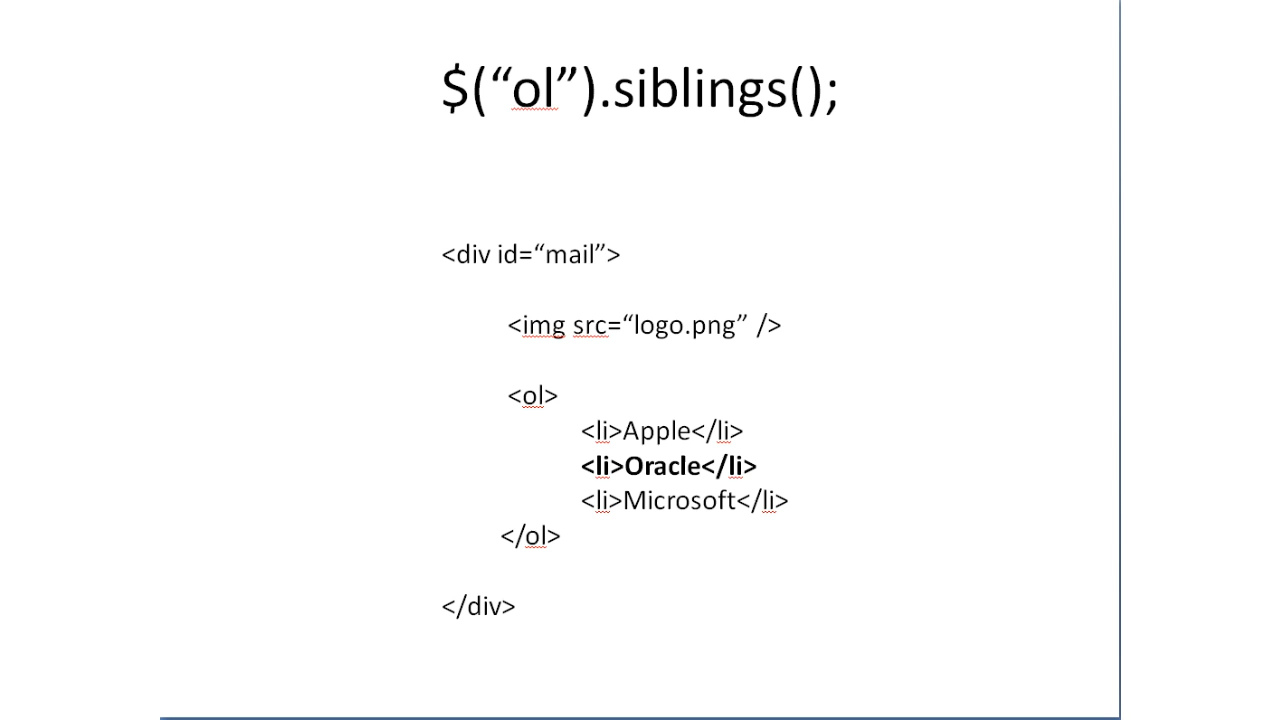 $(“ol”).siblings();
<div id=“mail”>
<img src=“logo.png” />
<ol>
<li>Apple</li>
<li>Oracle</li>
<li>Microsoft</li>
</ol>
</div>